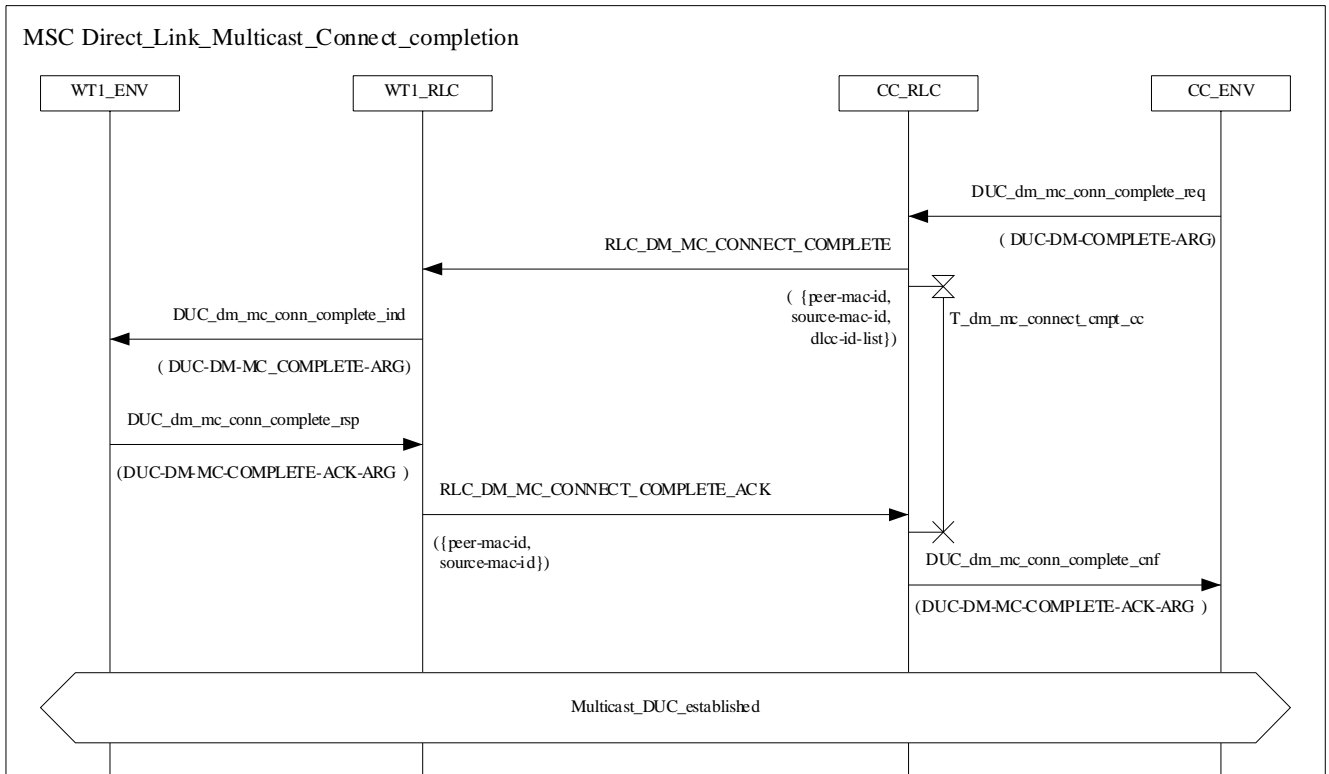 MSC Direct_Link_Multicast_Connect_completion
WT1_ENV
WT1_RLC
CC_RLC
CC_ENV
DUC_dm_mc_conn_complete_req
( DUC-DM-COMPLETE-ARG)
RLC_DM_MC_CONNECT_COMPLETE
( {peer-mac-id,
source-mac-id,
dlcc-id-list})
T_dm_mc_connect_cmpt_cc
DUC_dm_mc_conn_complete_ind
( DUC-DM-MC_COMPLETE-ARG)
DUC_dm_mc_conn_complete_rsp
(DUC-DM-MC-COMPLETE-ACK-ARG )
RLC_DM_MC_CONNECT_COMPLETE_ACK
({peer-mac-id,
source-mac-id})
DUC_dm_mc_conn_complete_cnf
(DUC-DM-MC-COMPLETE-ACK-ARG )
Multicast_DUC_established